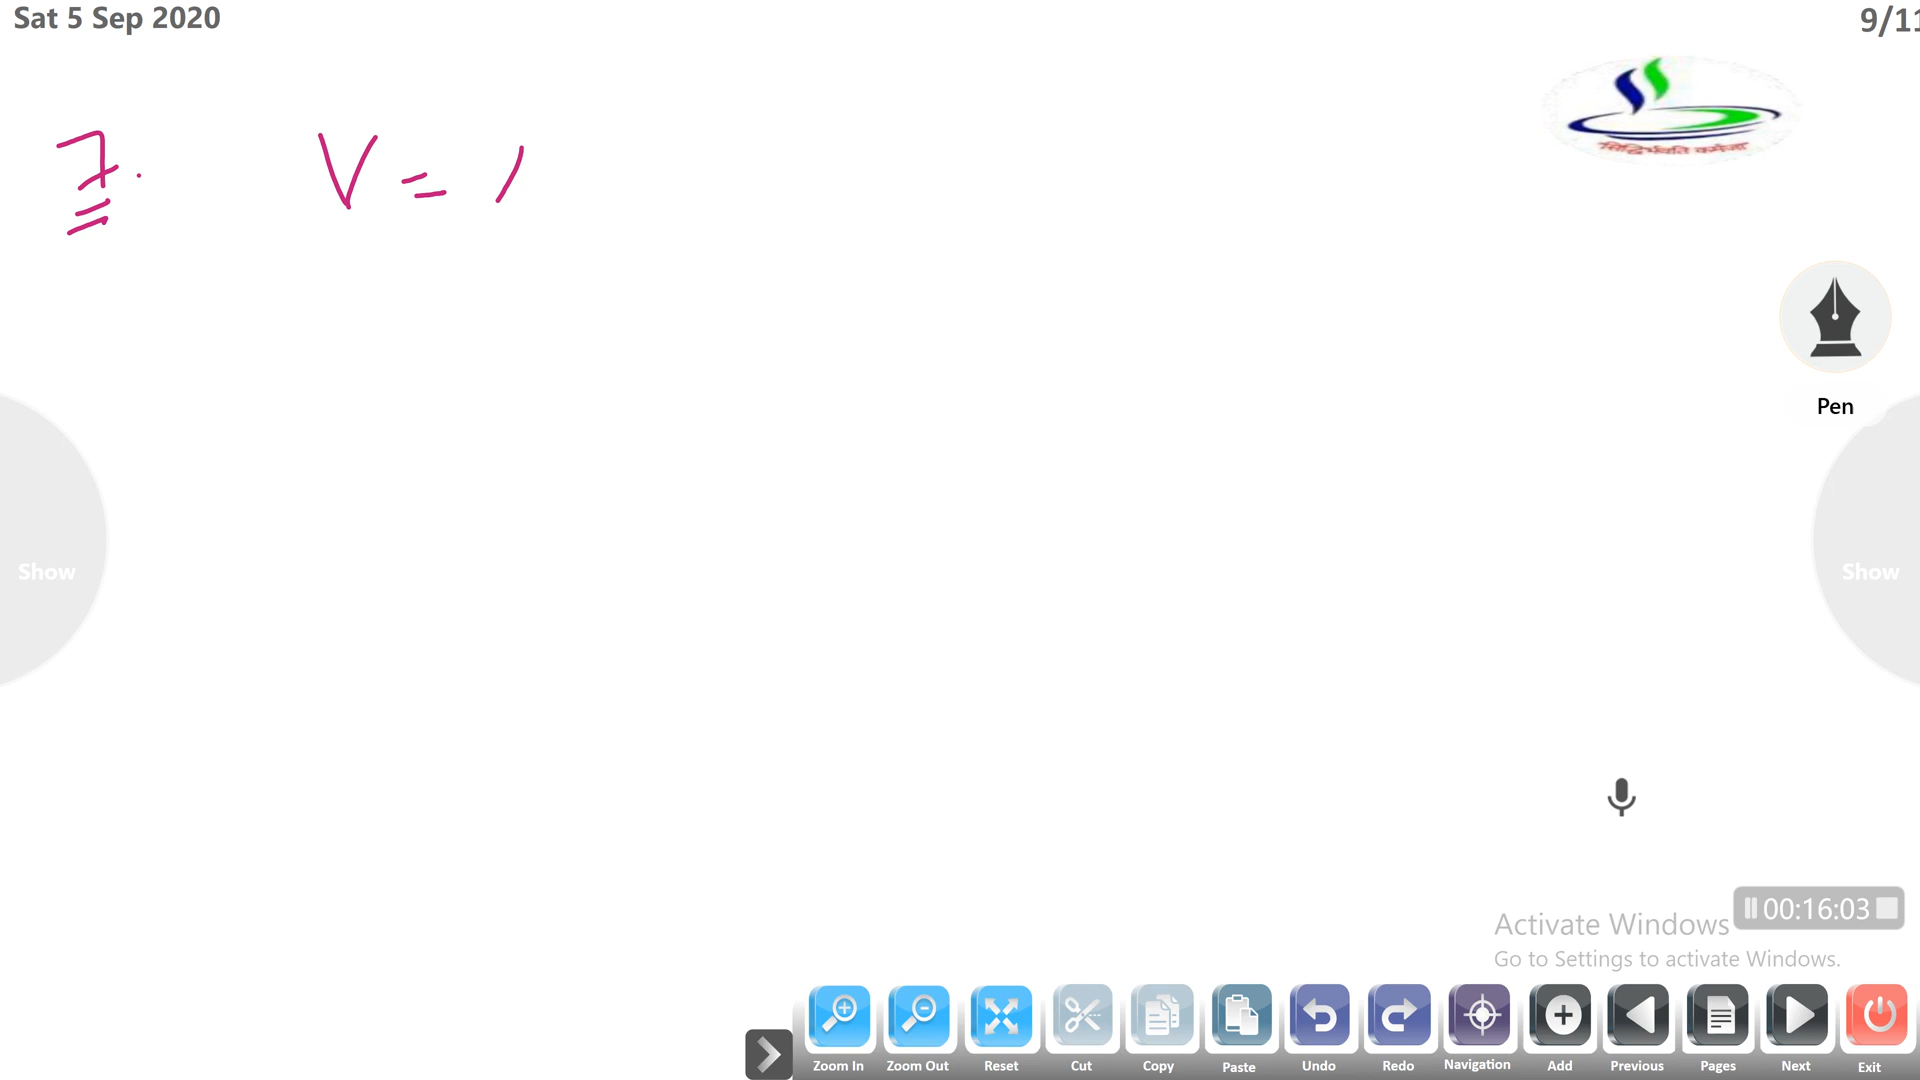 Sat 5 Sep 2020
9/11
7. V = /
Pen
Show
Show
Activate Windows
00:16:03
Go to Settings to activate Windows.
Zoom In Zoom Out Reset Cut Copy Paste Undo Redo Navigation Add Previous Pages Next Exit